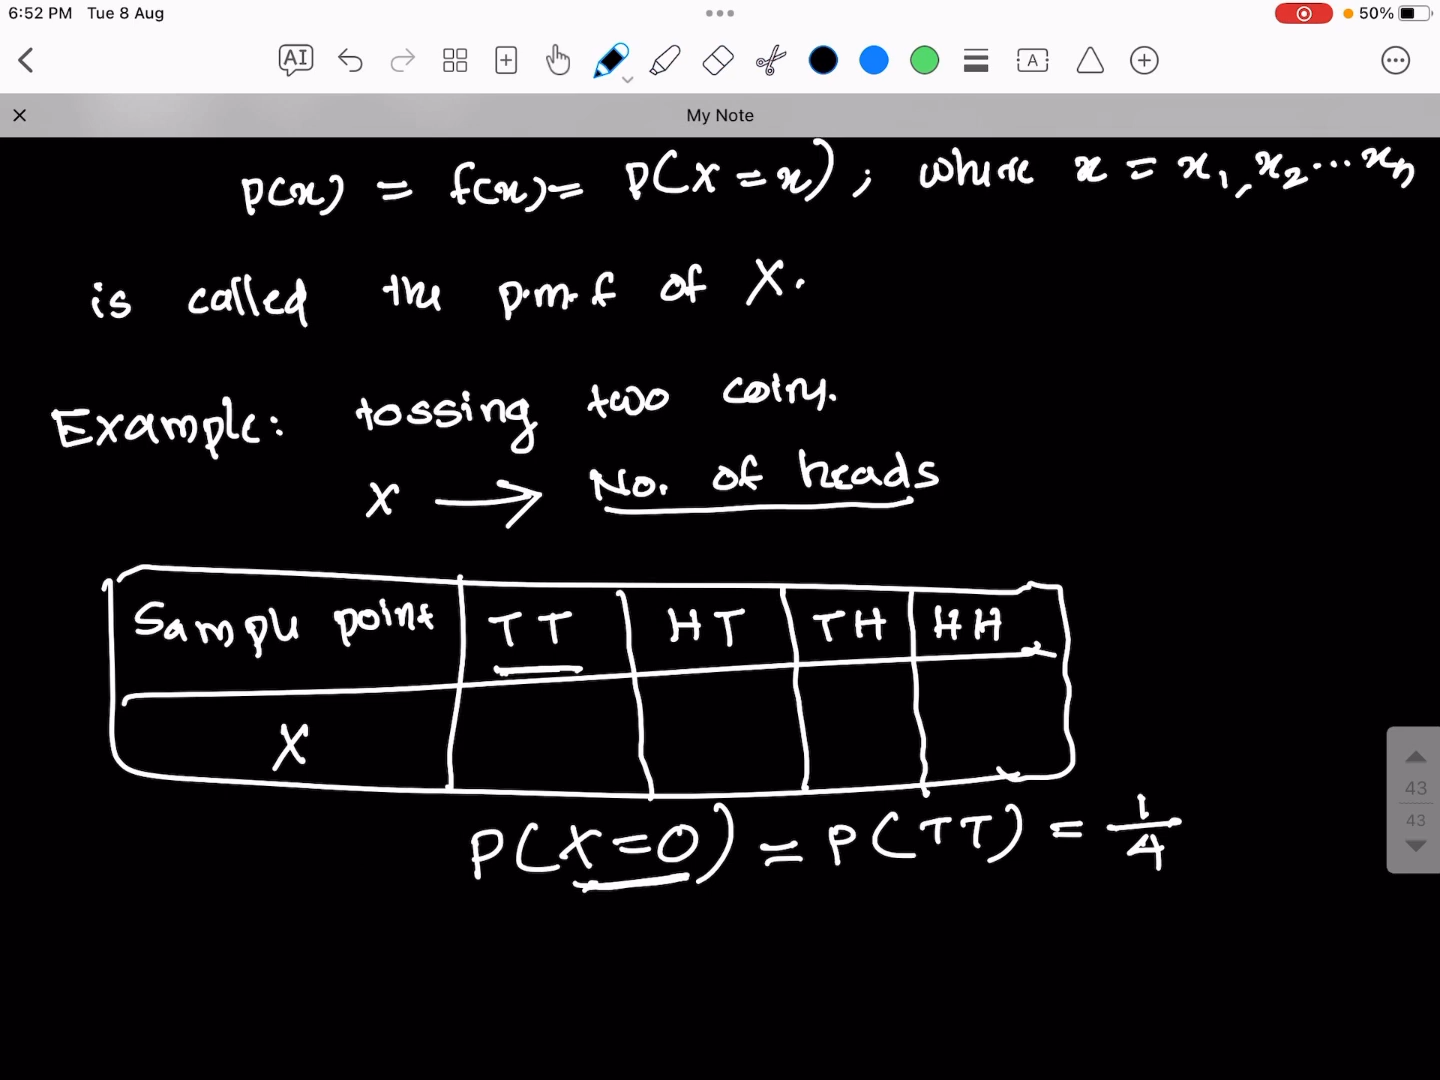 6:52 PM Tue 8 Aug
50%
AI
A
My Note
p(x) = f(x) = P(X = x) ; where x = x₁, x₂ ... xₙ
is called the p.m.f of X.
Example: tossing two coins.
X → No. of heads
Sample point TT HT TH HH
X
43
43
P(X=0) = P(TT) = 1/4